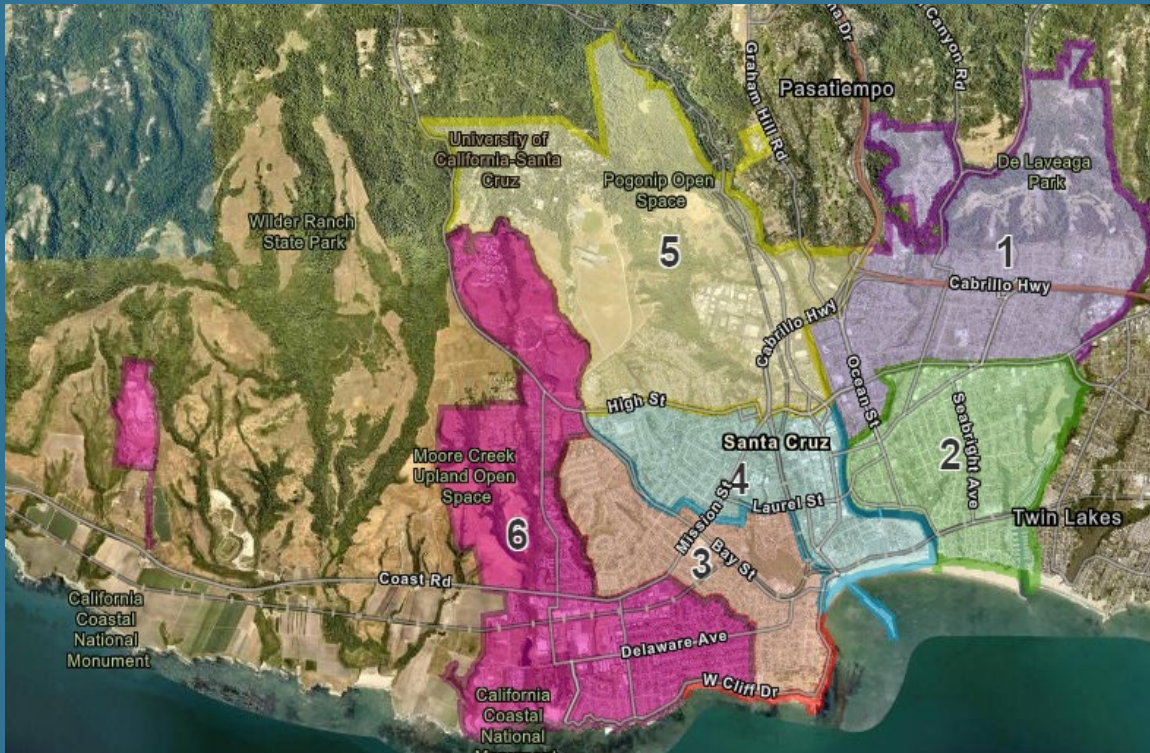 Graham Hill Rd
Canyon Rd
Pasatiempo
University of
California-Santa
Cruz
De Laveaga
Park
Pogonip Open
Space
Wilder Ranch
State Park
5
1
Cabrillo Hwy
Cabrillo Hwy
Ocean St
High St
Seabright Ave
Santa Cruz
2
Moore Creek
Upland Open
Space
4
Laurel St
Mission St
Twin Lakes
6
3
Bay St
Coast Rd
California
Coastal
National
Monument
Delaware Ave
W Cliff Dr
California
Coastal
National